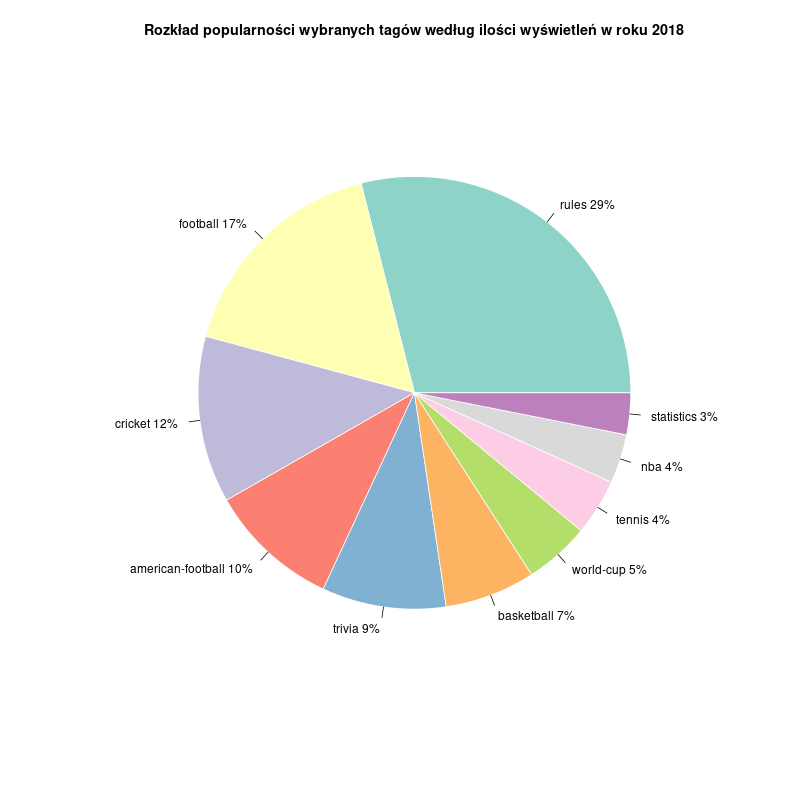 Rozkład popularności wybranych tagów według ilości wyświetleń w roku 2018
rules 29%
football 17%
cricket 12%
american-football 10%
trivia 9%
basketball 7%
world-cup 5%
tennis 4%
nba 4%
statistics 3%